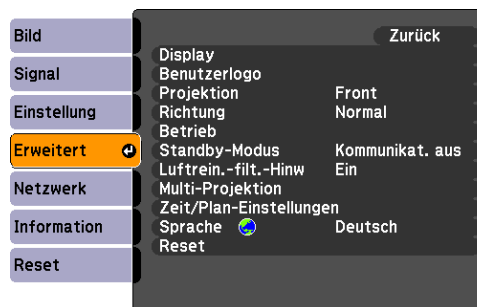 Bild
Signal
Einstellung
Erweitert
Netzwerk
Information
Reset
Zurück
Display
Benutzerlogo
Projektion Front
Richtung Normal
Betrieb
Standby-Modus Kommunikat. aus
Luftrein.-filt.-Hinw Ein
Multi-Projektion
Zeit/Plan-Einstellungen
Sprache Deutsch
Reset